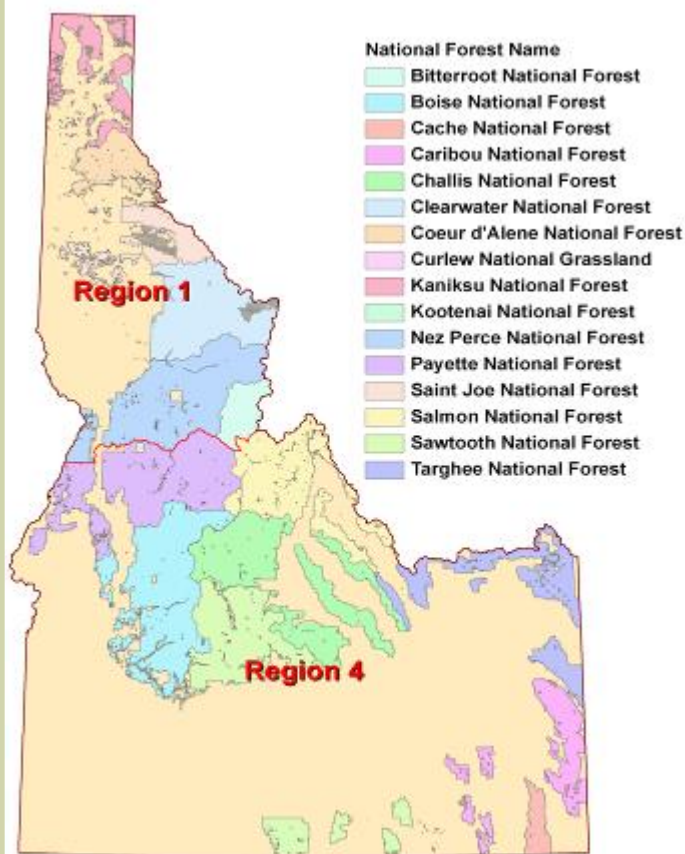 National Forest Name
Bitterroot National Forest
Boise National Forest
Cache National Forest
Caribou National Forest
Challis National Forest
Clearwater National Forest
Coeur d'Alene National Forest
Curlew National Grassland
Kaniksu National Forest
Kootenai National Forest
Nez Perce National Forest
Payette National Forest
Saint Joe National Forest
Salmon National Forest
Sawtooth National Forest
Targhee National Forest
Region 1
Region 4